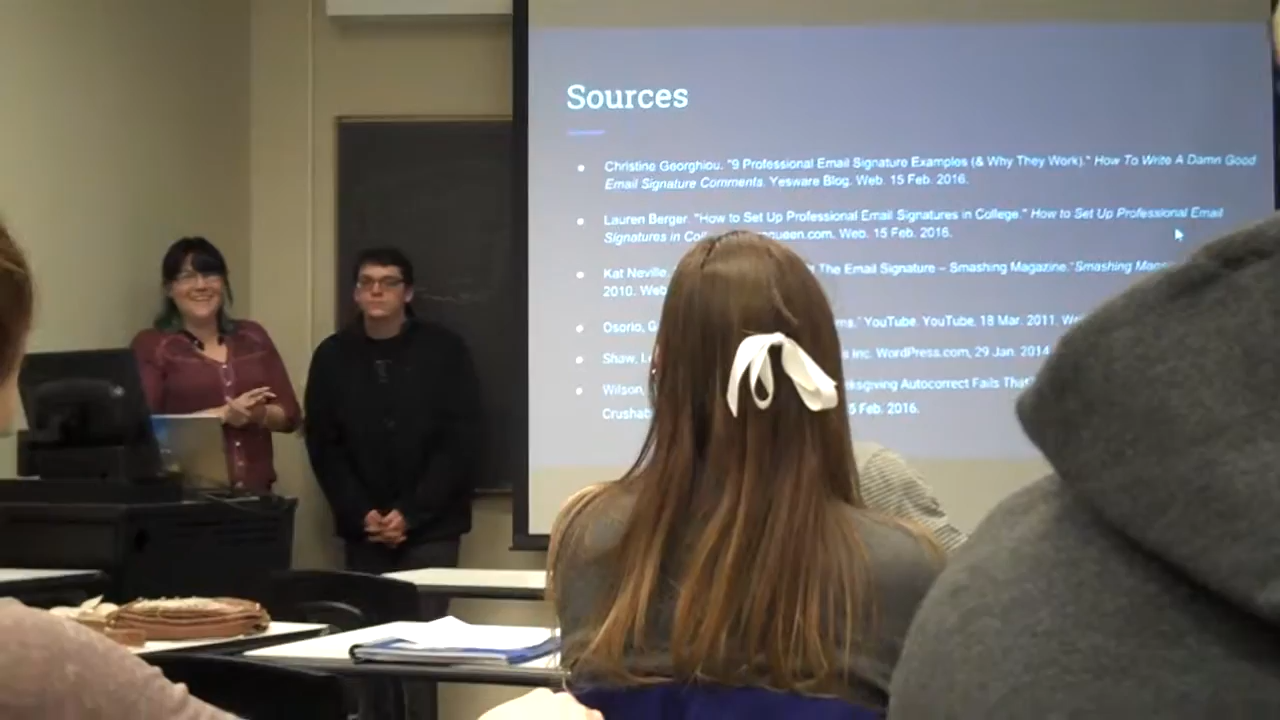 Sources
Christine Georghiou. "9 Professional Email Signature Examples (& Why They Work)." How To Write A Damn Good
Email Signature Comments. Yesware Blog. Web. 15 Feb. 2016.
Lauren Berger. "How to Set Up Professional Email Signatures in College." How to Set Up Professional Email
Signatures in Col queen.com. Web. 15 Feb. 2016.
Kat Neville. The Email Signature – Smashing Magazine." Smashing
2010. Web
Osorio, G YouTube. YouTube, 18 Mar. 2011.
Shaw, Inc. WordPress.com, 29 Jan. 2014
Wilson, Autocorrect Fails
Crushab Feb. 2016.